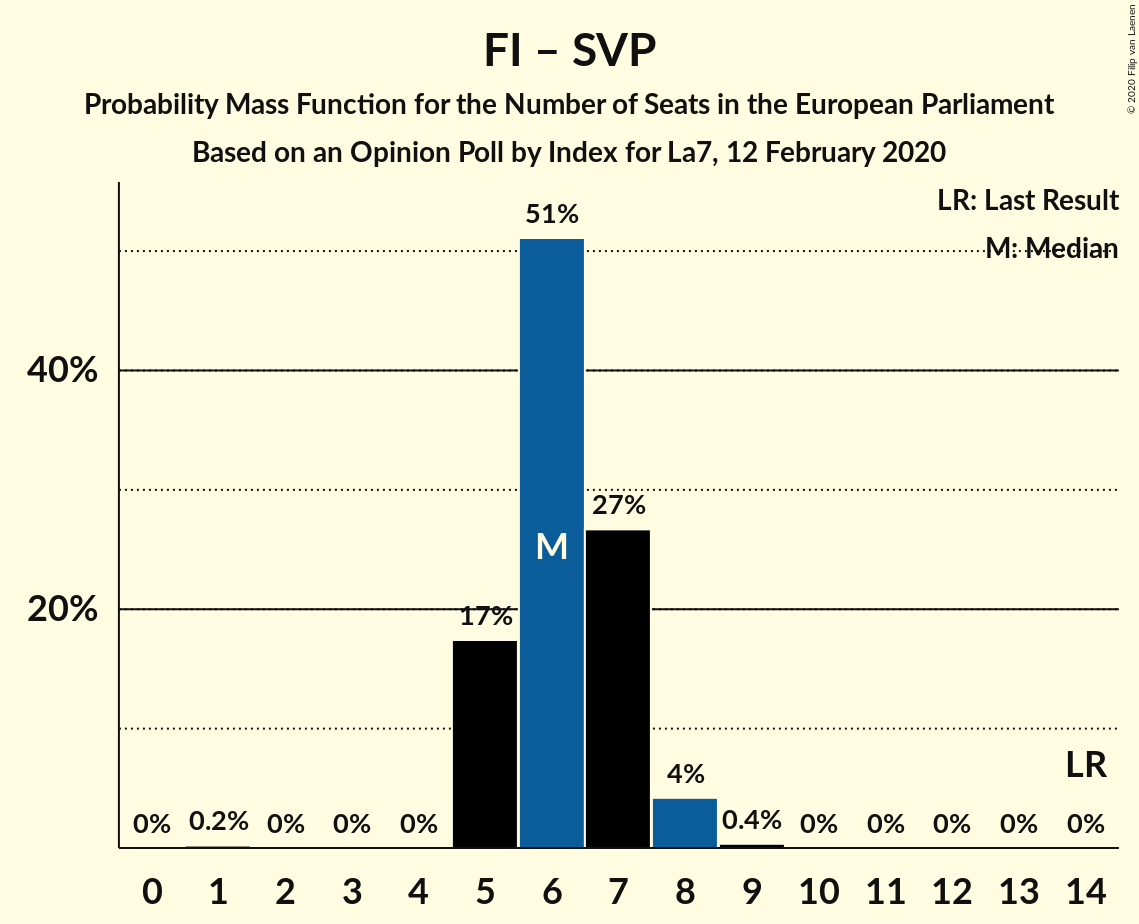 FI – SVP
Probability Mass Function for the Number of Seats in the European Parliament
Based on an Opinion Poll by Index for La7, 12 February 2020
© 2020 Filip van Laenen
LR: Last Result
M: Median
51%
40%
27%
M
20%
17%
LR
4%
0% 0.2% 0% 0% 0% 0.4% 0% 0% 0% 0% 0%
0 1 2 3 4 5 6 7 8 9 10 11 12 13 14